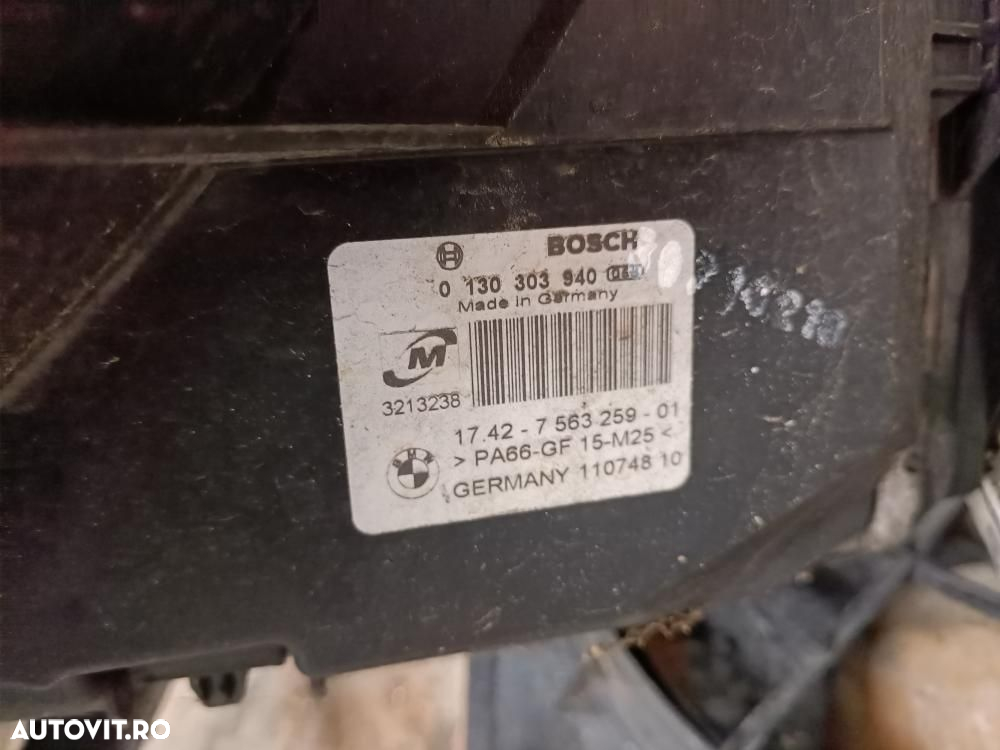 BOSCH
0 130 303 940
Made in Germany
M
3213238
17.42 - 7 563 259 - 01
> PA66-GF 15-M25 <
BMW
GERMANY 110748 10
AUTOVIT.RO